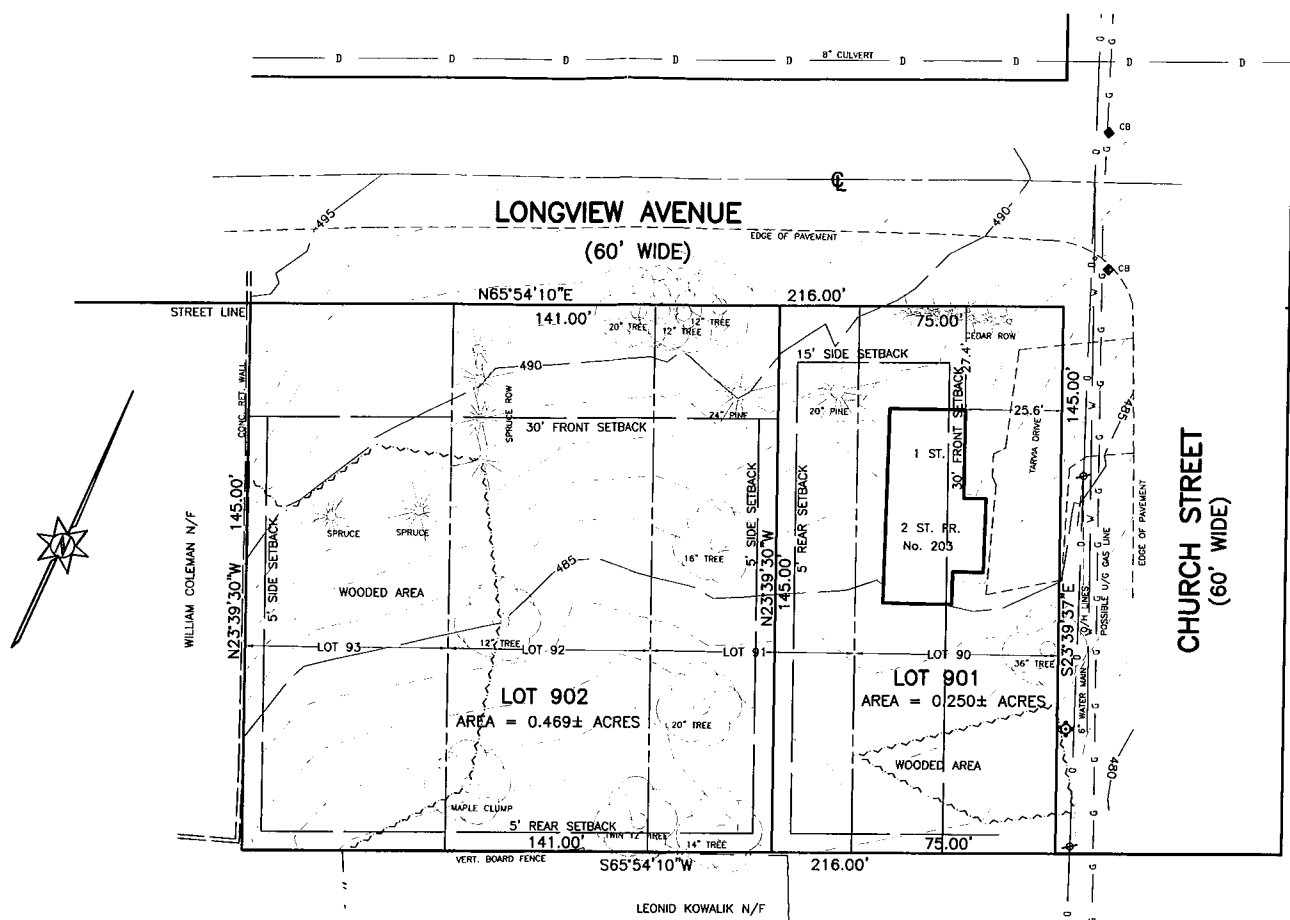 D D D D D 8" CULVERT D D D D
O
G
CB
495
℄
490
LONGVIEW AVENUE
(60' WIDE)
EDGE OF PAVEMENT
CB
N65°54'10"E
216.00'
STREET LINE
141.00'
75.00'
20" TREE
12" TREE
12" TREE
CEDAR ROW
15' SIDE SETBACK
27.4'
490
CONC. RET. WALL
SPRUCE ROW
24" PINE
20" PINE
25.6'
145.00'
485
30' FRONT SETBACK
30' FRONT SETBACK
TARVIA DRIVE
1 ST.
CHURCH STREET
(60' WIDE)
145.00'
5' SIDE SETBACK
5' REAR SETBACK
SPRUCE
SPRUCE
2 ST. FR.
No. 203
EDGE OF PAVEMENT
WILLIAM COLEMAN N/F
N23°39'30"W
5' SIDE SETBACK
16" TREE
485
N23°39'30"W
145.00'
WOODED AREA
S23°39'37"E
O/H LINES
POSSIBLE U/G GAS LINE
N
LOT 93
12" TREE
LOT 92
LOT 91
LOT 90
36" TREE
LOT 902
AREA = 0.469± ACRES
LOT 901
AREA = 0.250± ACRES
20" TREE
6" WATER MAIN
WOODED AREA
480
MAPLE CLUMP
5' REAR SETBACK
TWIN 12" TREE
141.00'
14" TREE
75.00'
VERT. BOARD FENCE
S65°54'10"W
216.00'
LEONID KOWALIK N/F